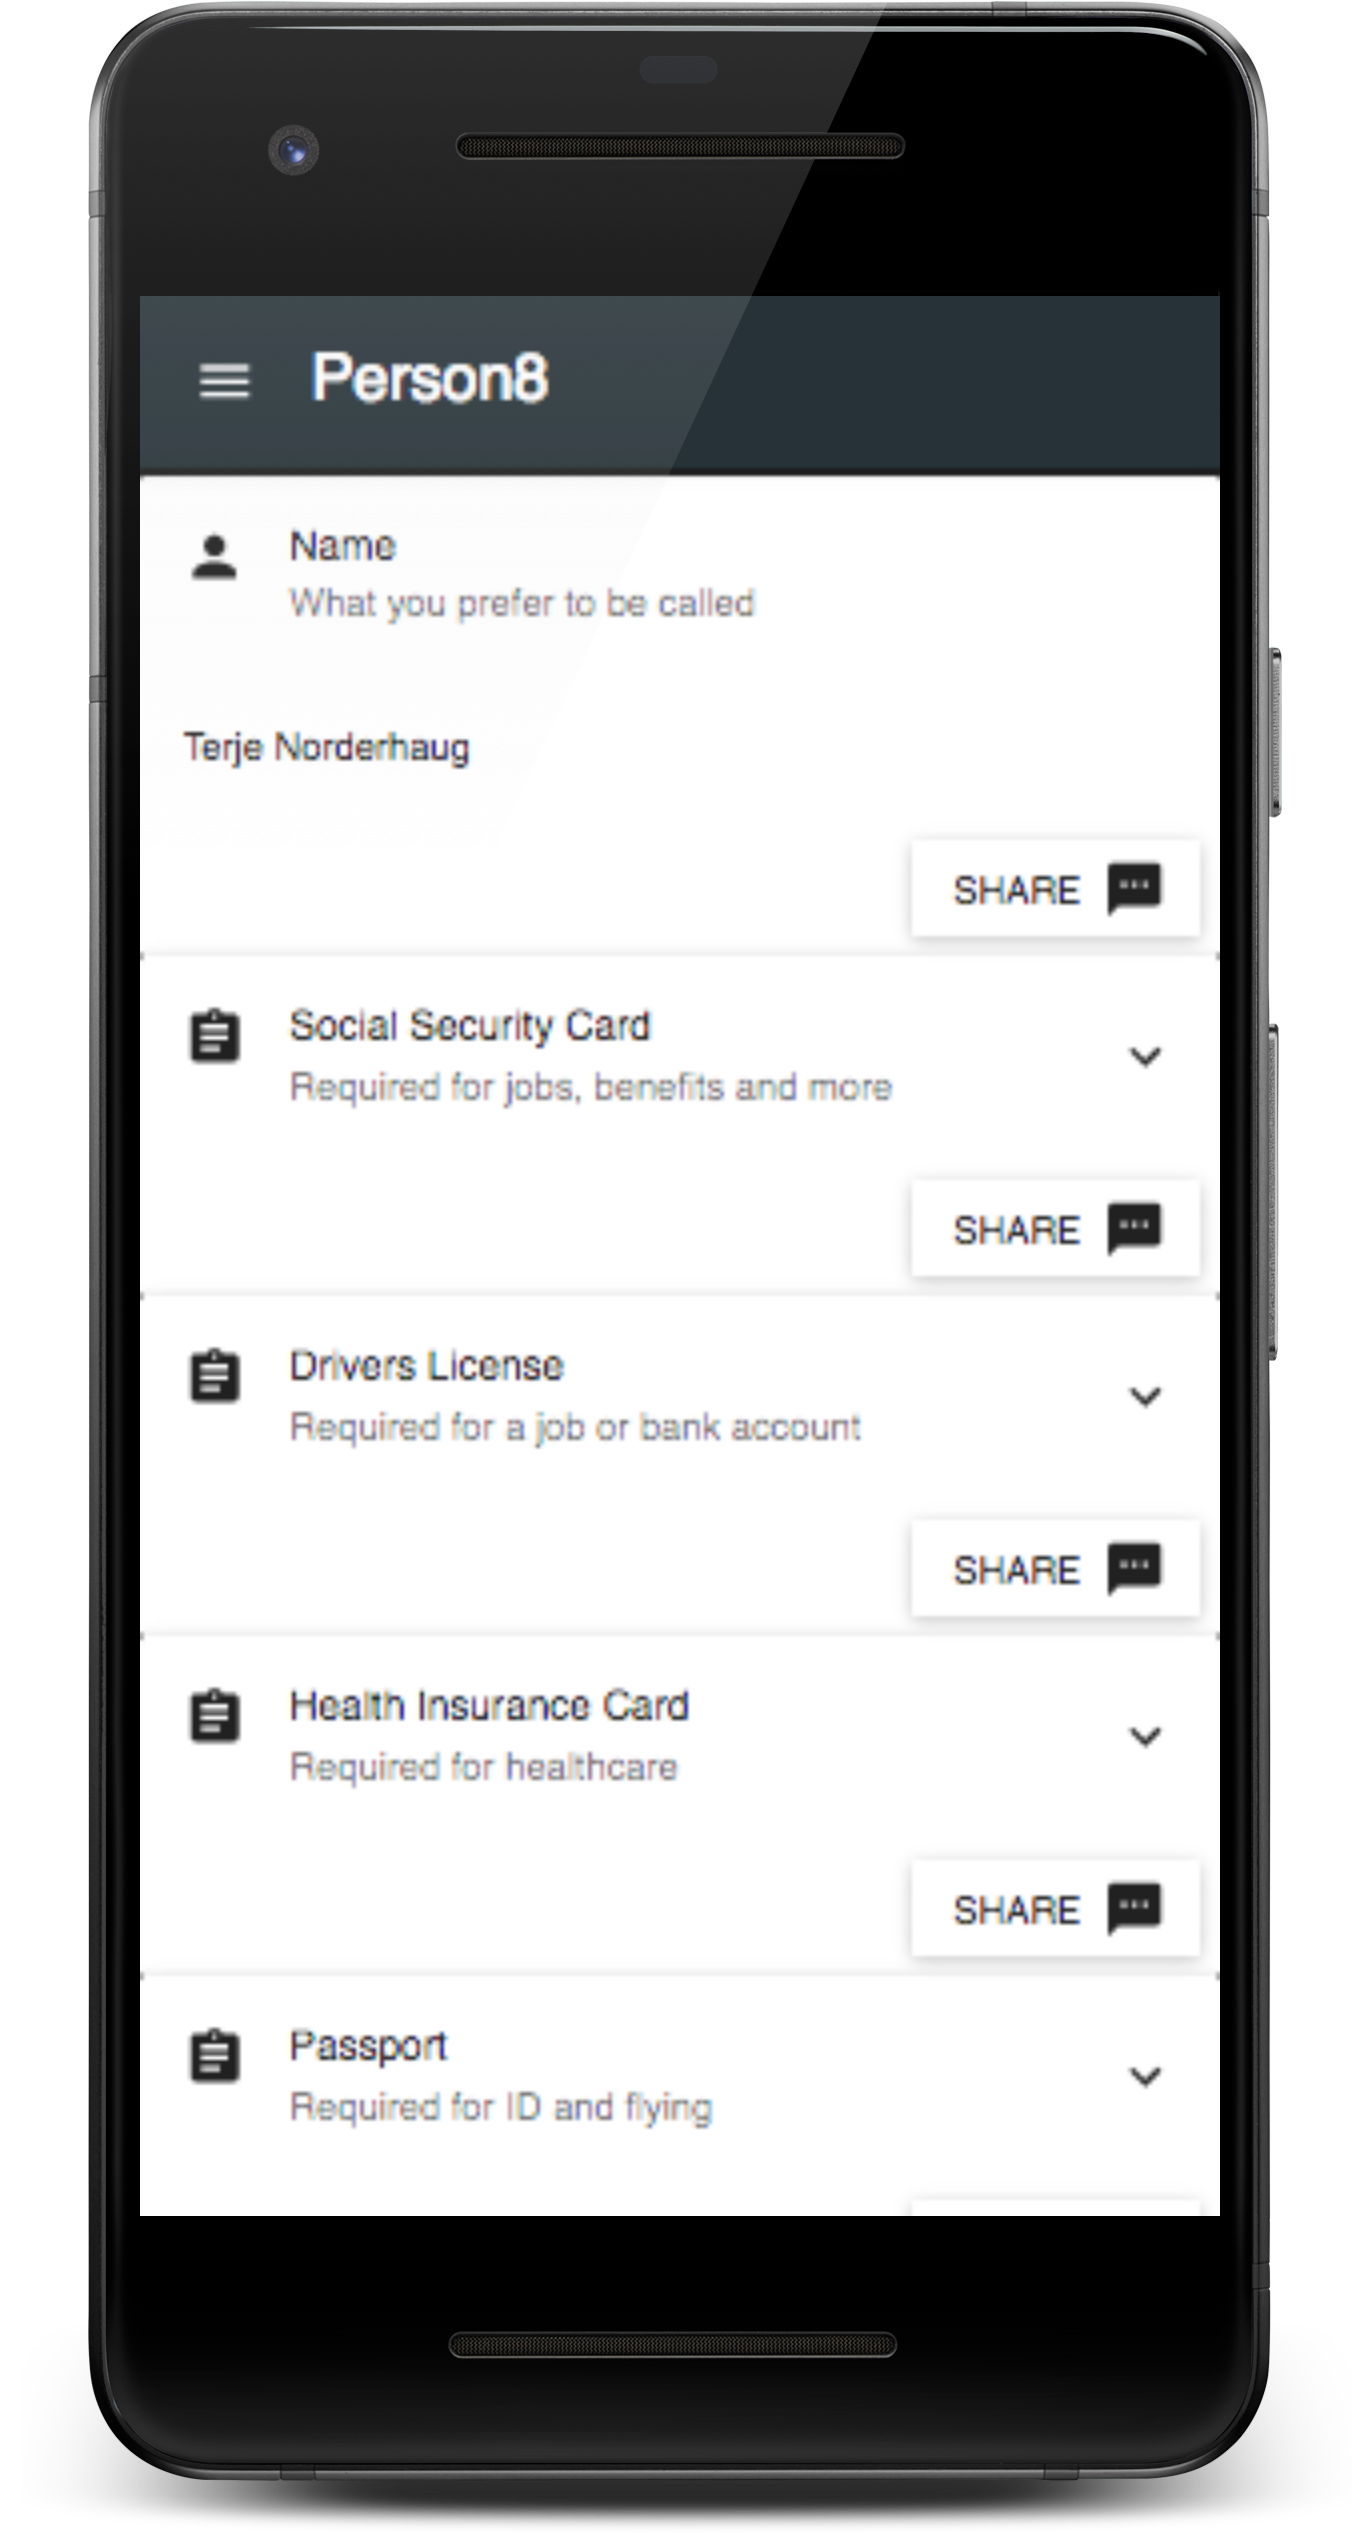 Person8
Name
What you prefer to be called
Terje Norderhaug
SHARE
Social Security Card
Required for jobs, benefits and more
SHARE
Drivers License
Required for a job or bank account
SHARE
Health Insurance Card
Required for healthcare
SHARE
Passport
Required for ID and flying